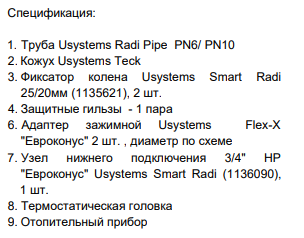 Спецификация:
1. Труба Usystems Radi Pipe PN6/ PN10
2. Кожух Usystems Teck
3. Фиксатор колена Usystems Smart Radi
25/20мм (1135621), 2 шт.
4. Защитные гильзы - 1 пара
6. Адаптер зажимной Usystems Flex-X
"Евроконус" 2 шт. , диаметр по схеме
7. Узел нижнего подключения 3/4" НР
"Евроконус" Usystems Smart Radi (1136090),
1 шт.
8. Термостатическая головка
9. Отопительный прибор